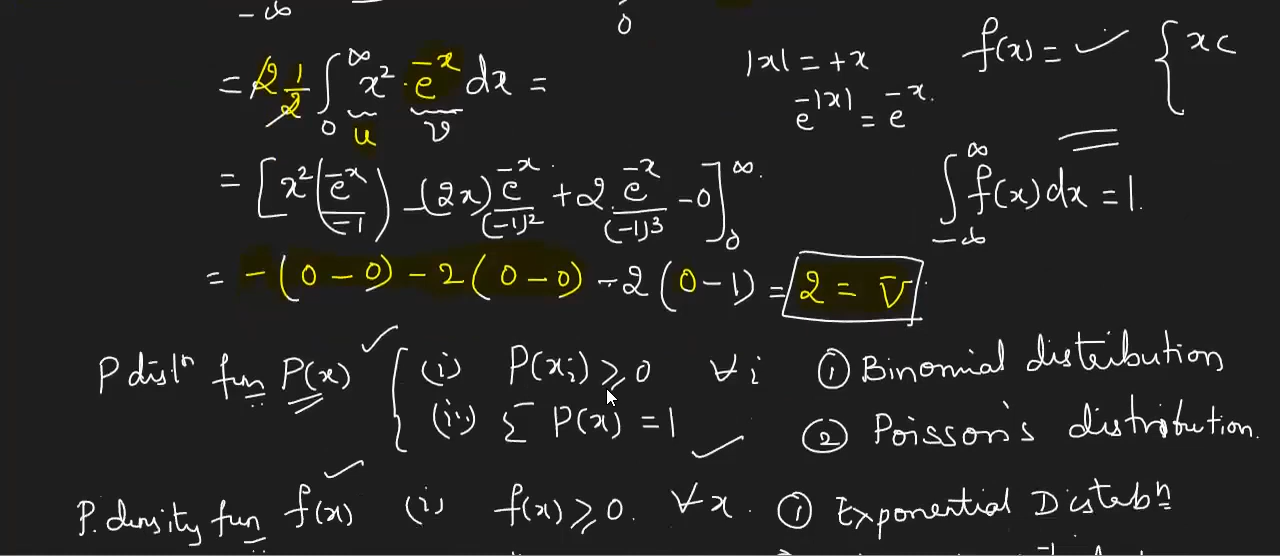 -∞ 0
= 2 1/2 ∫₀^∞ x² · e^-x dx = |x| = +x f(x) = ✓ { xc
u v e^-|x| = e^-x.
= [ x² (e^-x/-1) - (2x) e^-x/(-1)² + 2 · e^-x/(-1)³ - 0 ]₀^∞. ∫_-∞^∞ f(x) dx = 1.
= -(0-0) - 2(0-0) - 2(0-1) = 2 = V
P distⁿ fun P(x) ✓ { (i) P(xᵢ) ≥ 0 ∀ i ① Binomial distribution
(ii) Σ P(x) = 1 ✓ ② Poisson's distribution.
P. density fun f(x) ✓ (i) f(x) ≥ 0. ∀ x. ① Exponential Distribⁿ